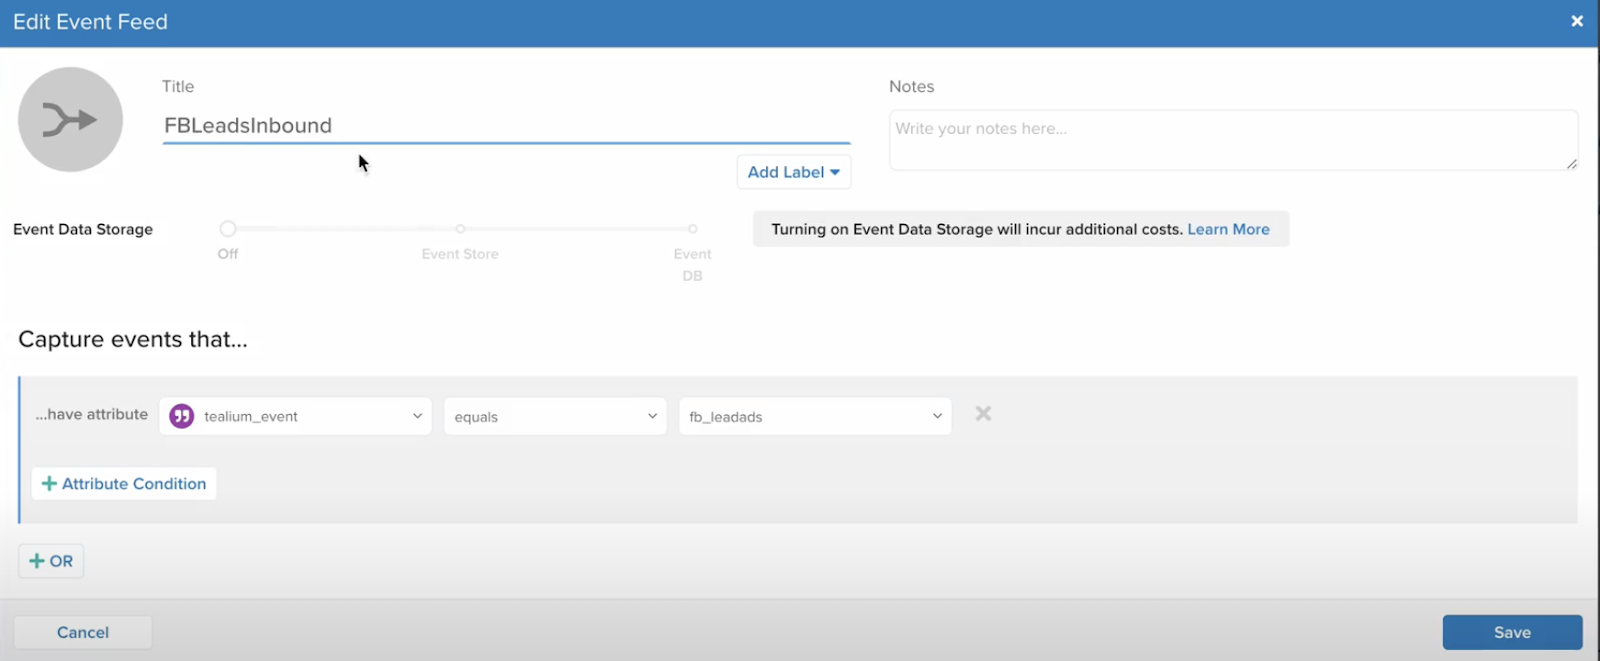 Edit Event Feed
Title
Notes
FBLeadsInbound
Write your notes here...
Add Label
Event Data Storage
Off
Event Store
Event
DB
Turning on Event Data Storage will incur additional costs. Learn More
Capture events that...
...have attribute tealium_event equals fb_leadads
+ Attribute Condition
+ OR
Cancel
Save